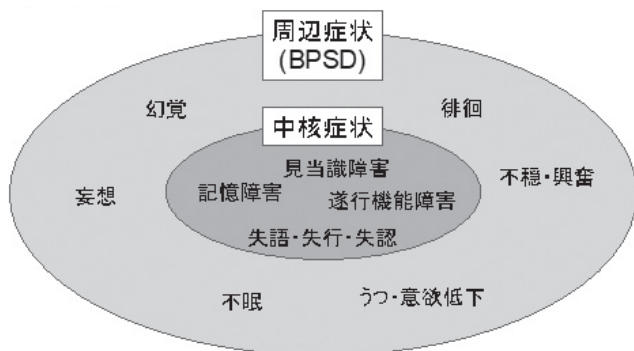 周辺症状
(BPSD)
幻覚
徘徊
中核症状
見当識障害
不穏・興奮
妄想
記憶障害
遂行機能障害
失語・失行・失認
不眠
うつ・意欲低下